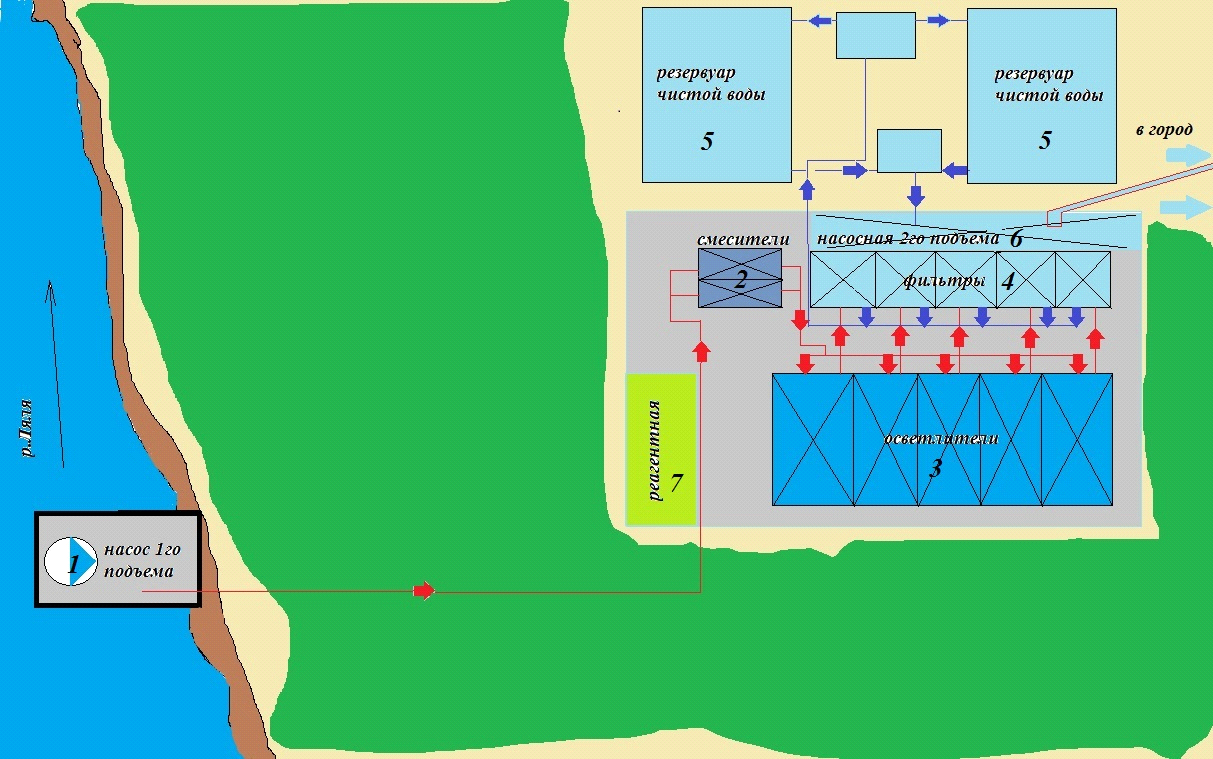 резервуар
чистой воды
5
резервуар
чистой воды
5
в город
смесители
2
насосная 2го подъема 6
фильтры 4
осветлители
3
реагентная 7
р.Ляля
1
насос 1го
подъема